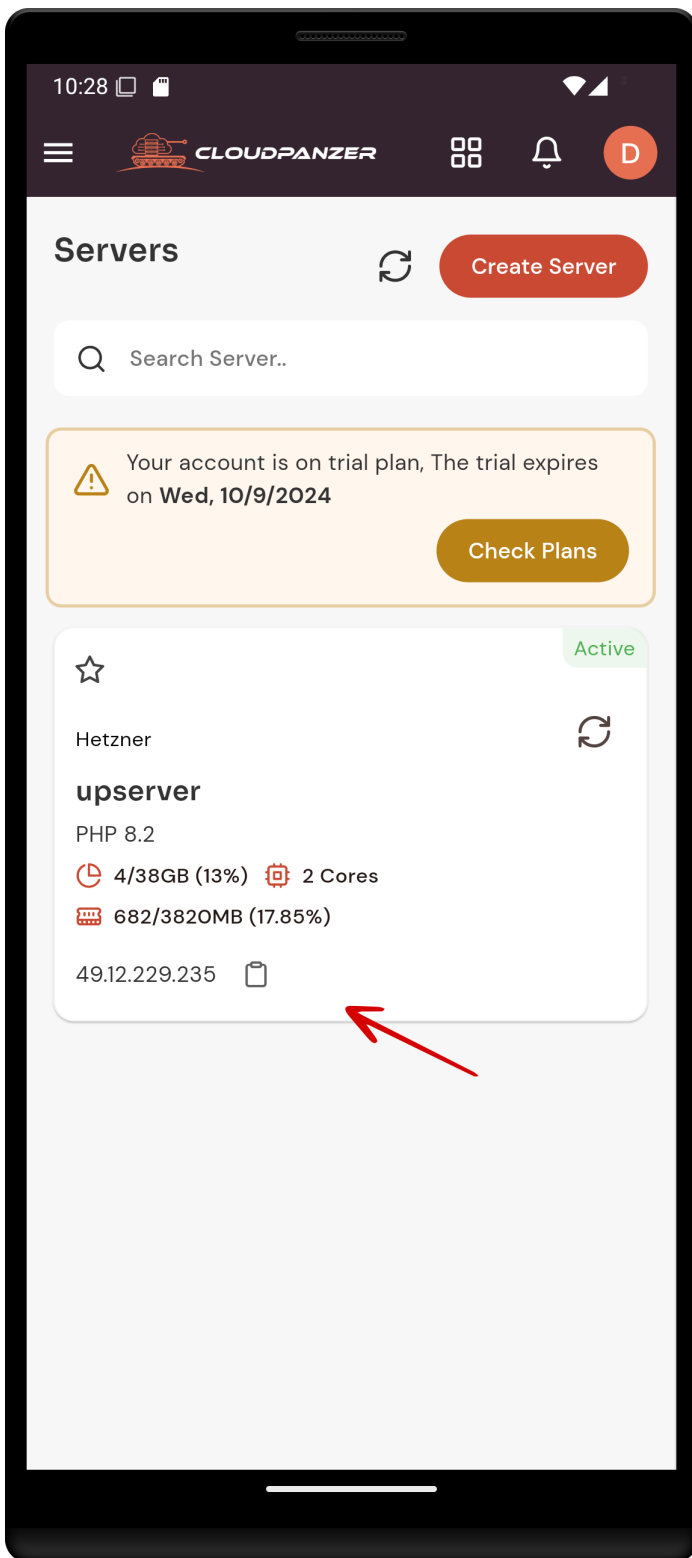 10:28
CLOUDPANZER
D
Servers
Create Server
Search Server..
Your account is on trial plan, The trial expires
on Wed, 10/9/2024
Check Plans
Active
Hetzner
upserver
PHP 8.2
4/38GB (13%) 2 Cores
682/3820MB (17.85%)
49.12.229.235